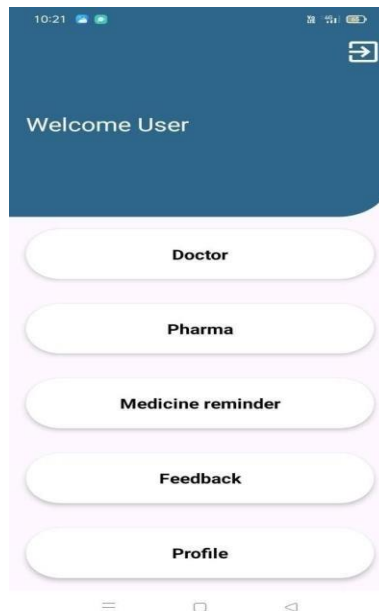 10:21
Welcome User
Doctor
Pharma
Medicine reminder
Feedback
Profile